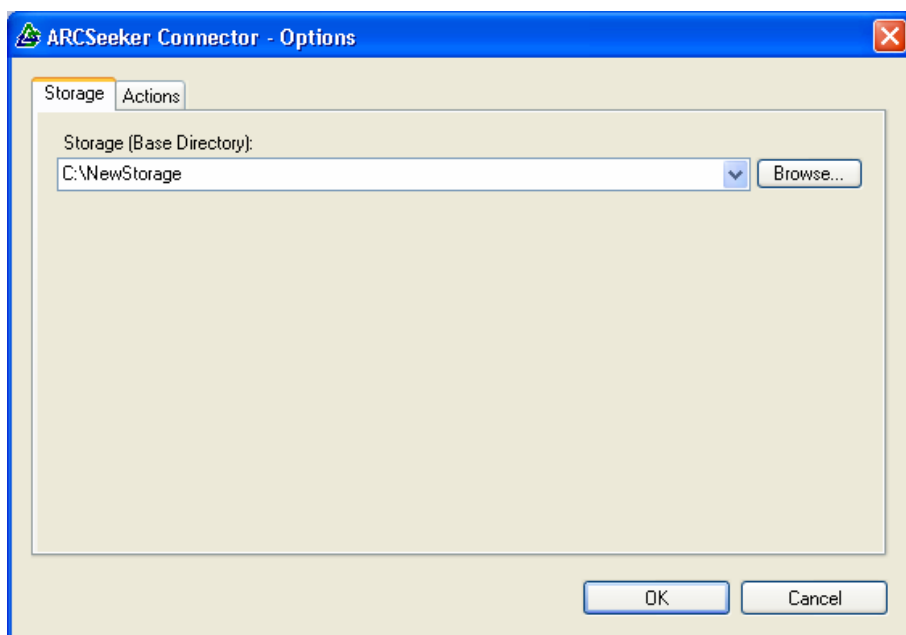 ARCSeeker Connector - Options
Storage Actions
Storage (Base Directory):
C:\NewStorage Browse...
OK Cancel